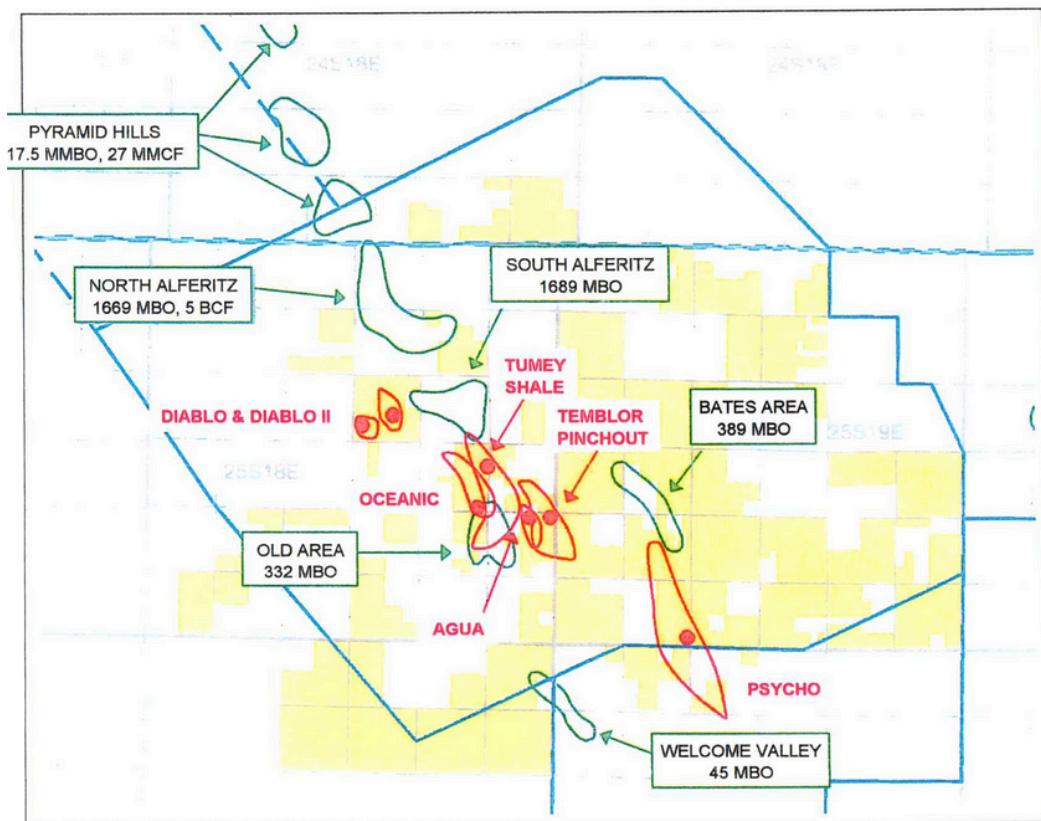 24S18E
24S19E
PYRAMID HILLS
17.5 MMBO, 27 MMCF
SOUTH ALFERITZ
1689 MBO
NORTH ALFERITZ
1669 MBO, 5 BCF
TUMEY
SHALE
DIABLO & DIABLO II
TEMBLOR
PINCHOUT
BATES AREA
389 MBO
25S19E
25S18E
OCEANIC
OLD AREA
332 MBO
AGUA
PSYCHO
WELCOME VALLEY
45 MBO